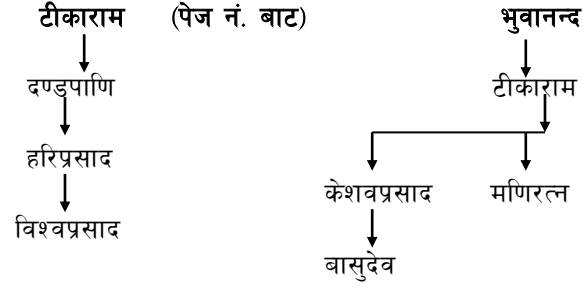 टीकाराम (पेज नं. बाट) भुवानन्द
दण्डपाणि टीकाराम
हरिप्रसाद
केशवप्रसाद मणिरत्न
विश्वप्रसाद
बासुदेव